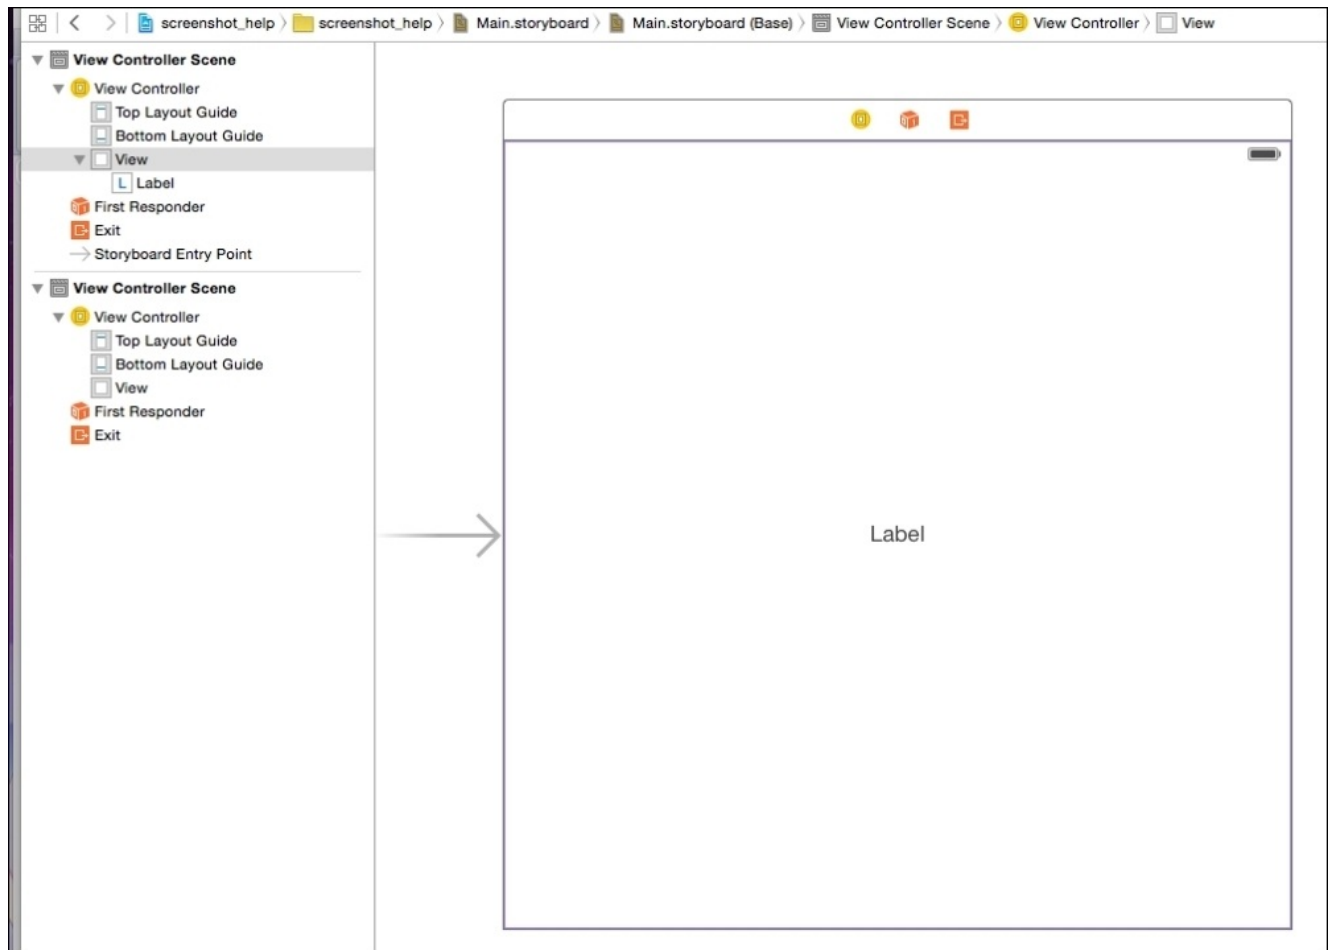 screenshot_help screenshot_help Main.storyboard Main.storyboard (Base) View Controller Scene View Controller View
View Controller Scene
View Controller
Top Layout Guide
Bottom Layout Guide
View
L Label
First Responder
Exit
Storyboard Entry Point
View Controller Scene
View Controller
Top Layout Guide
Bottom Layout Guide
View
First Responder
Exit
Label